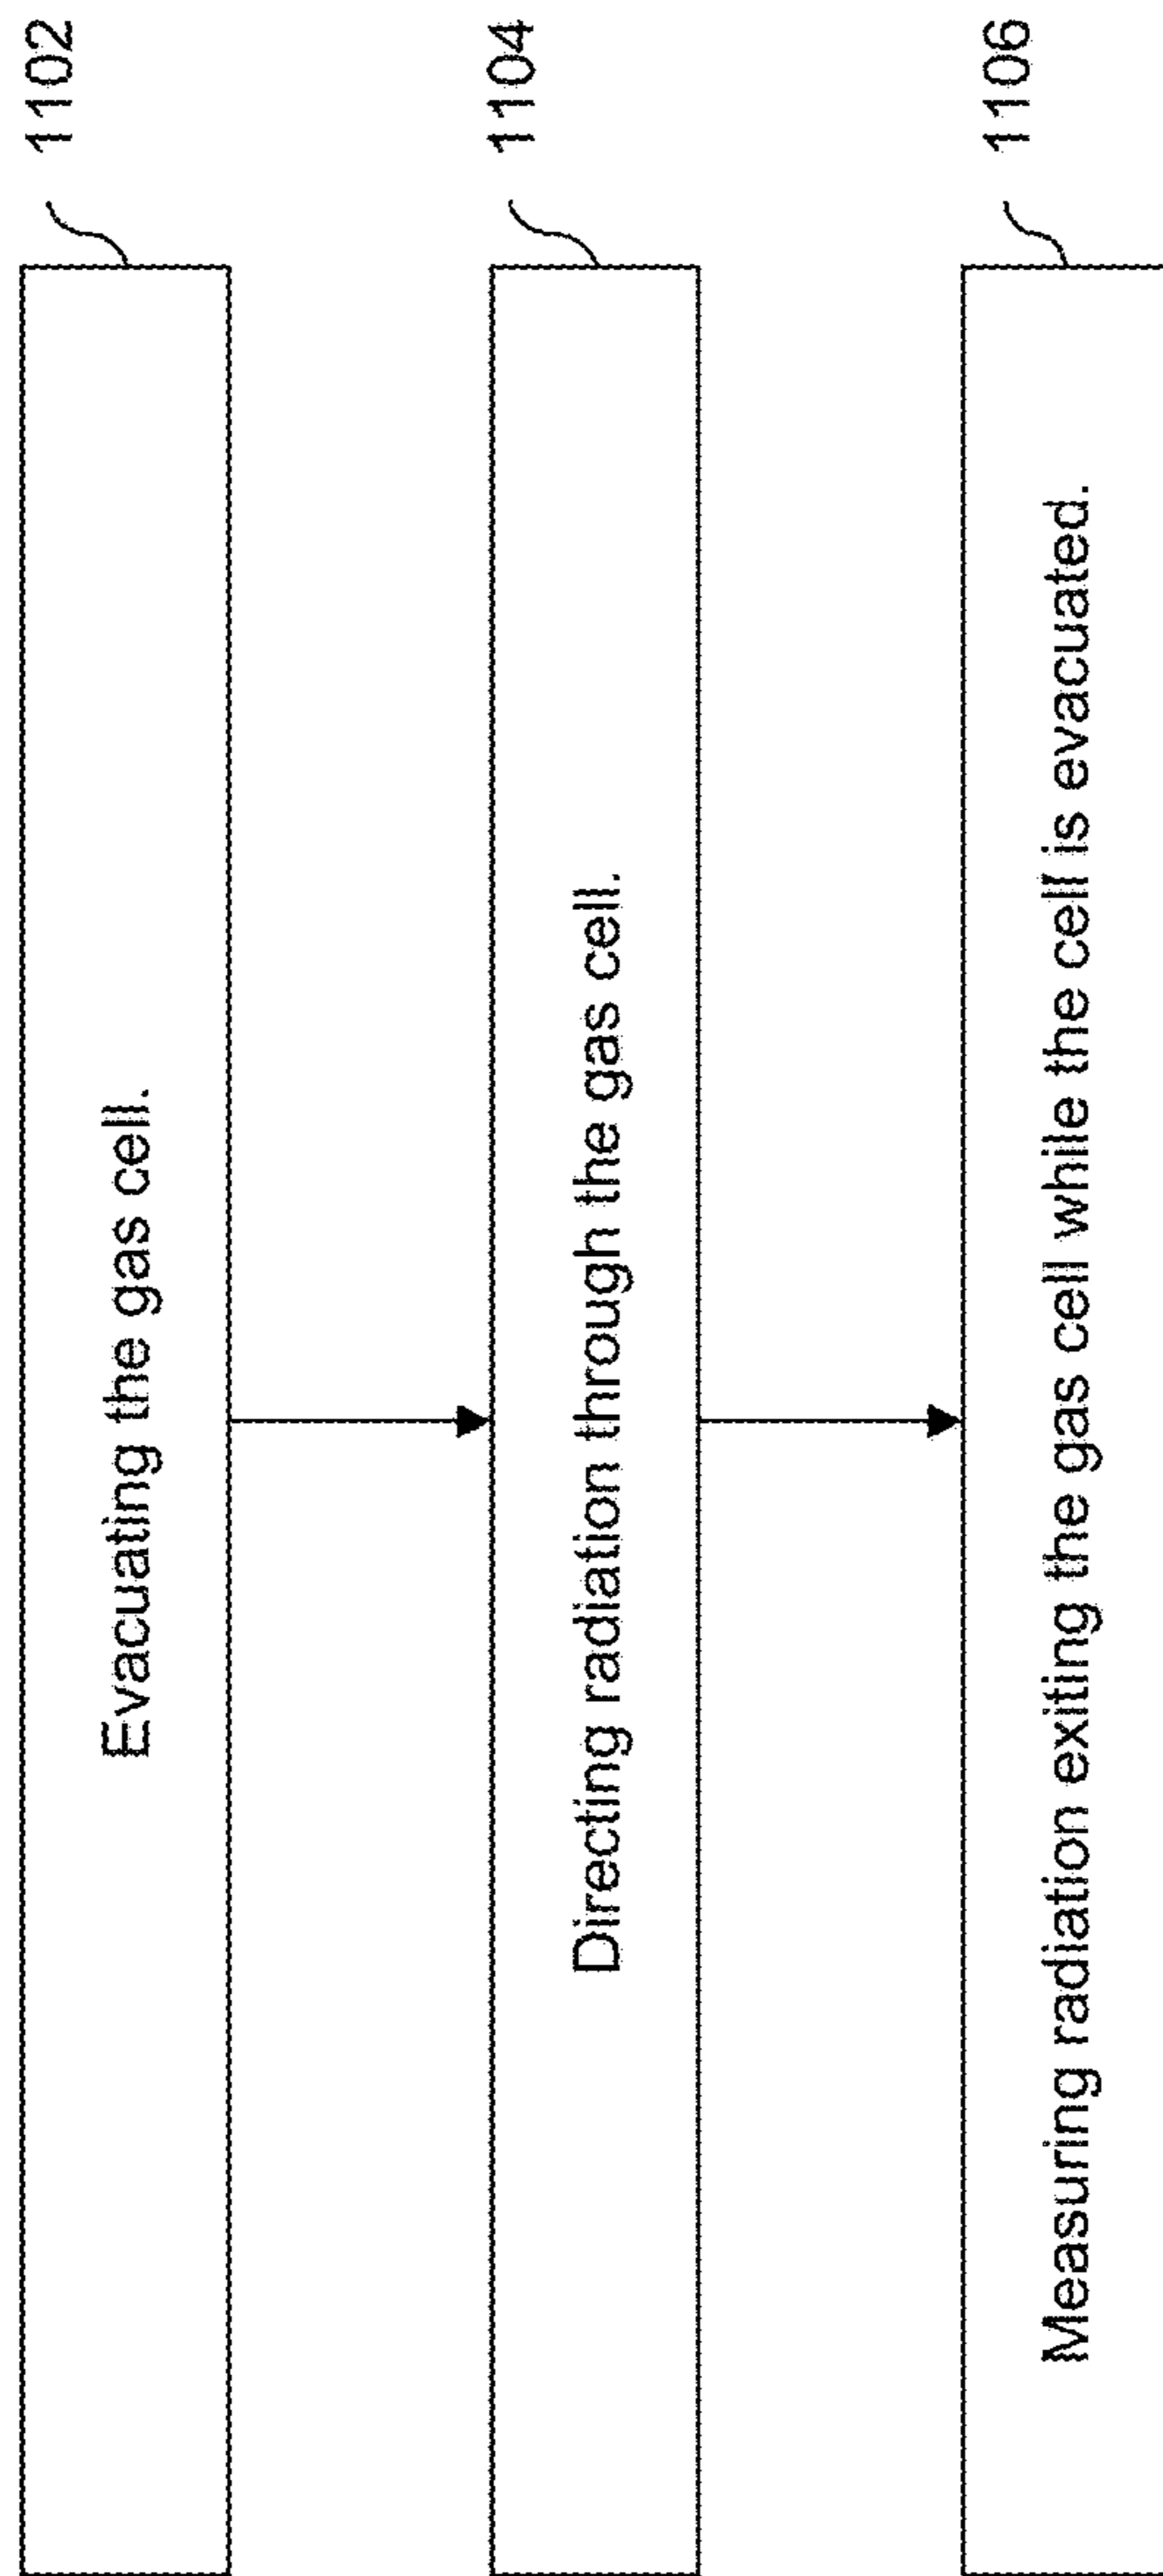 Evacuating the gas cell.
1102
Directing radiation through the gas cell.
1104
Measuring radiation exiting the gas cell while the cell is evacuated.
1106